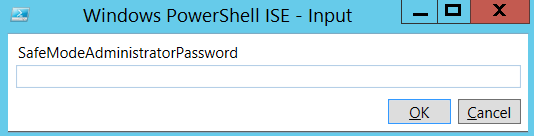 Windows PowerShell ISE - Input
SafeModeAdministratorPassword
OK Cancel